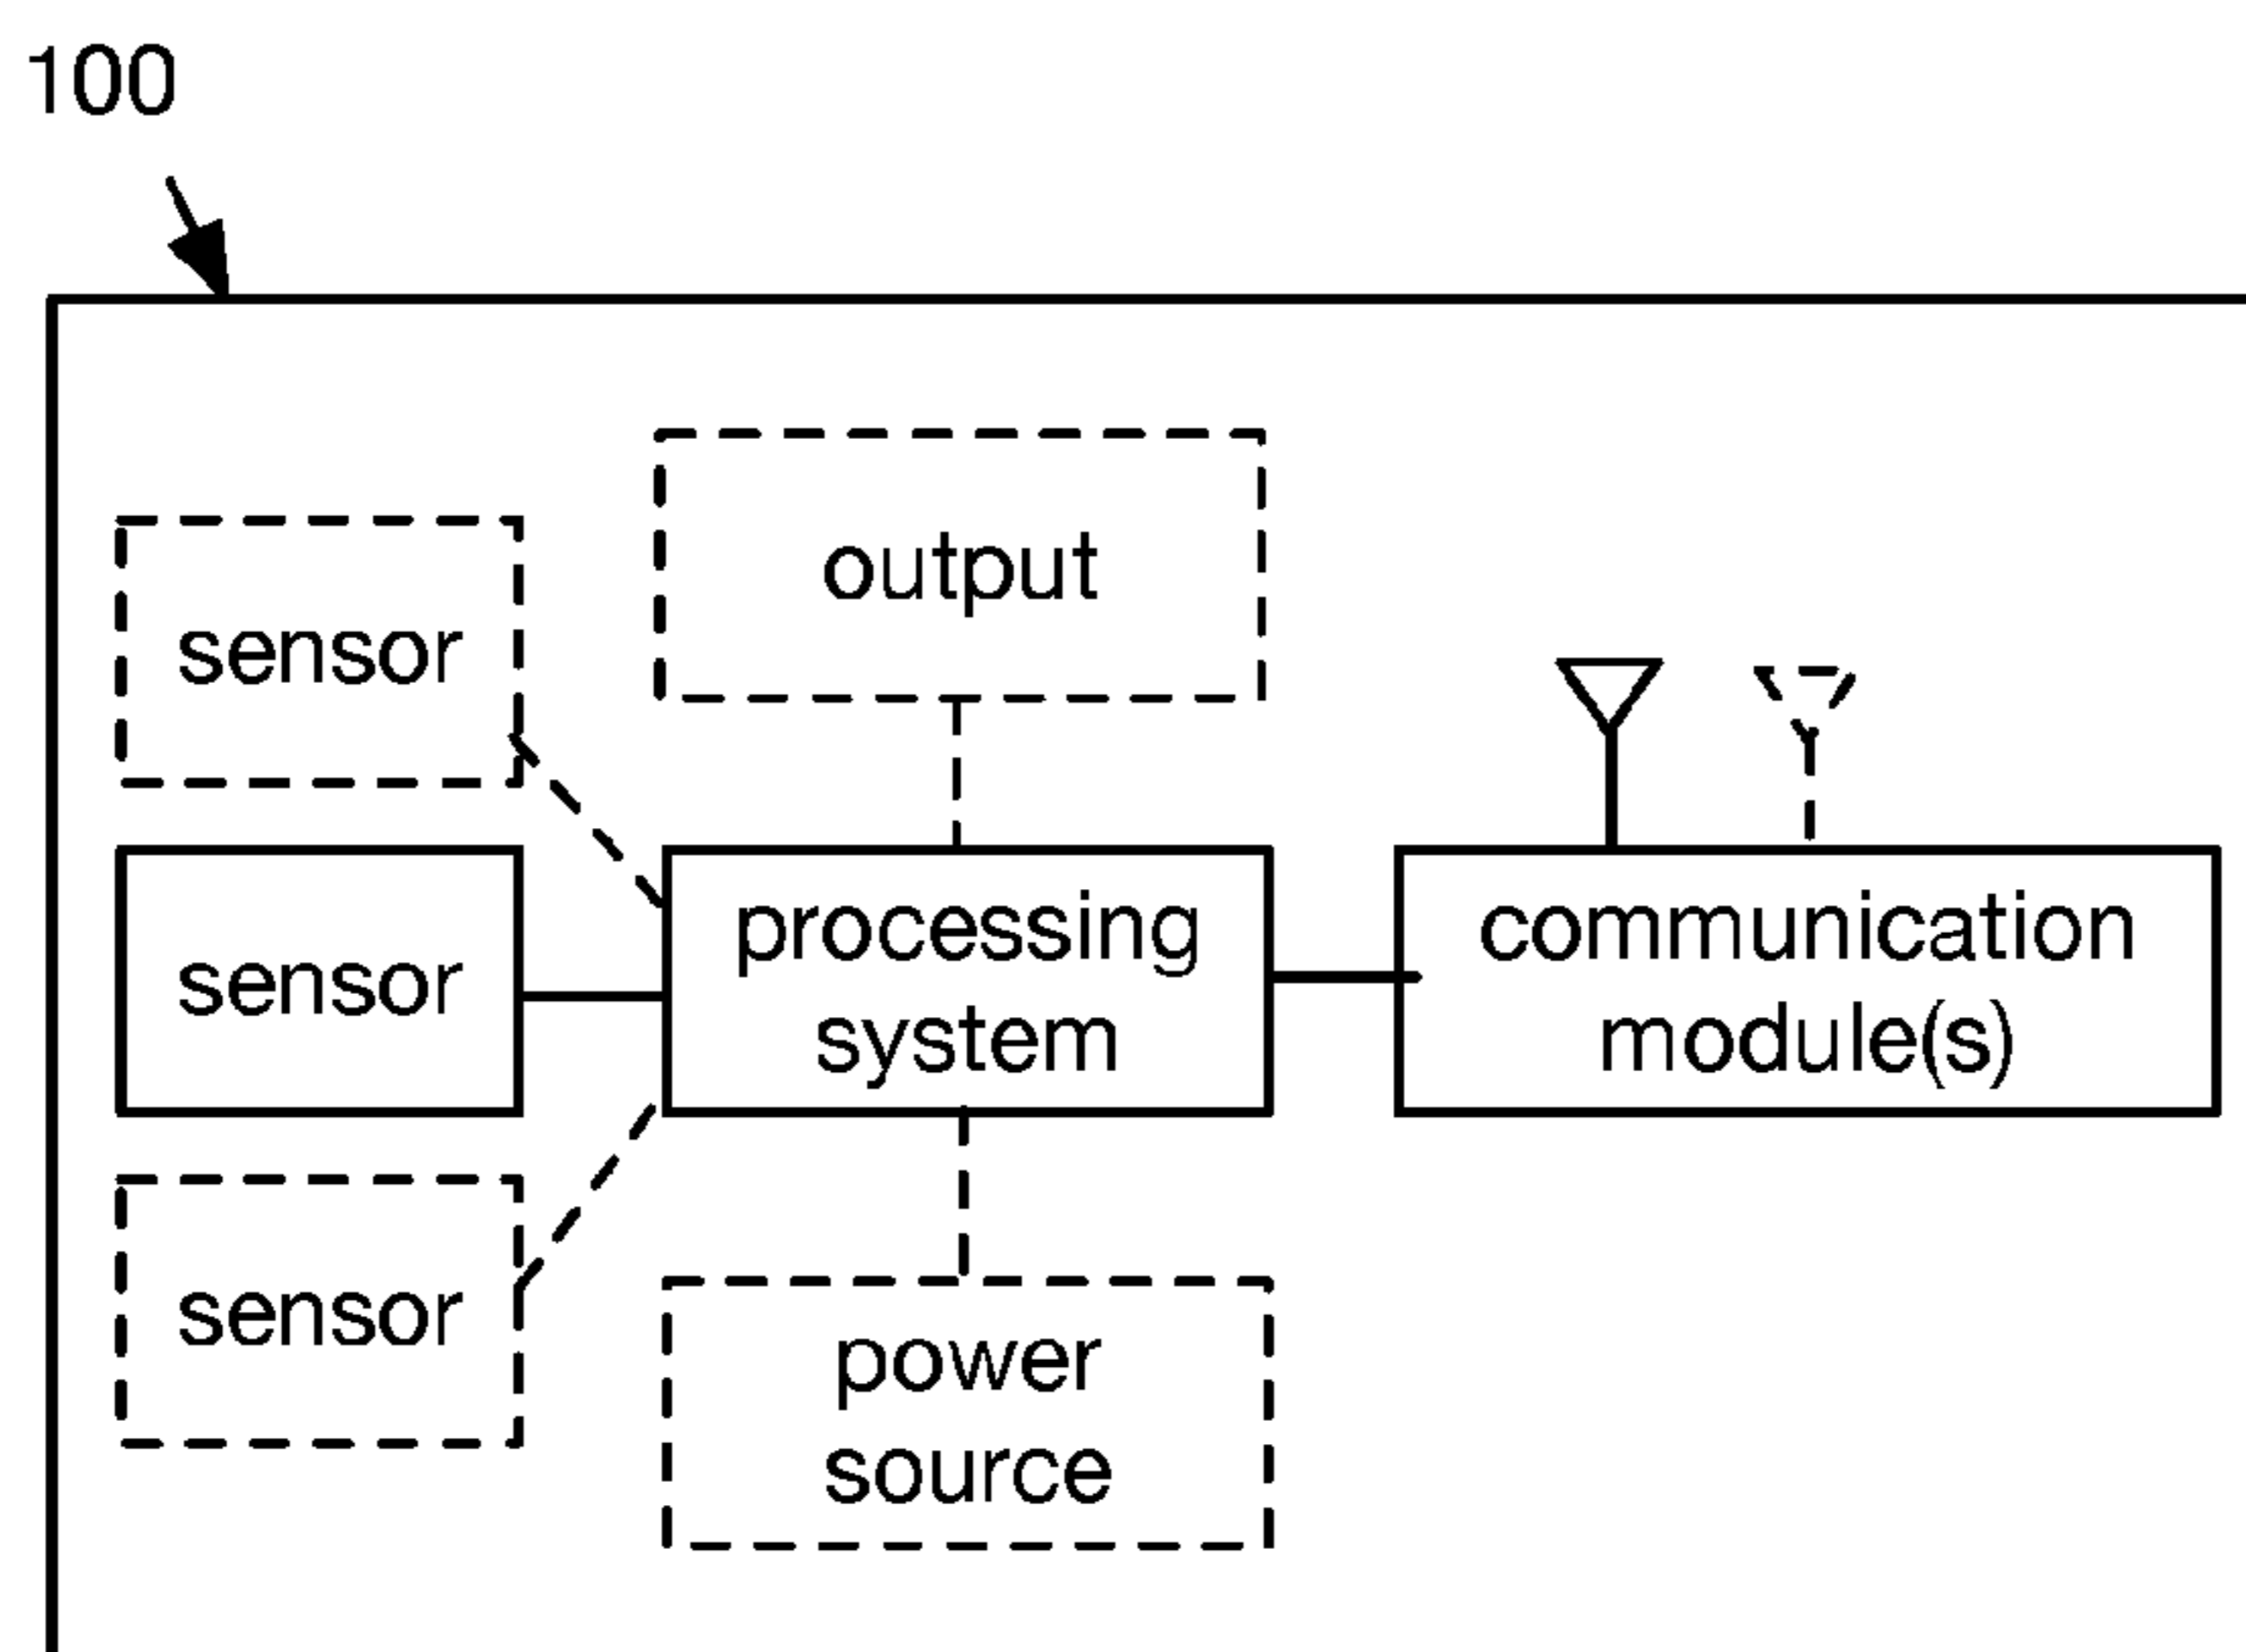 100
output
sensor
processing
system
communication
module(s)
sensor
sensor
power
source